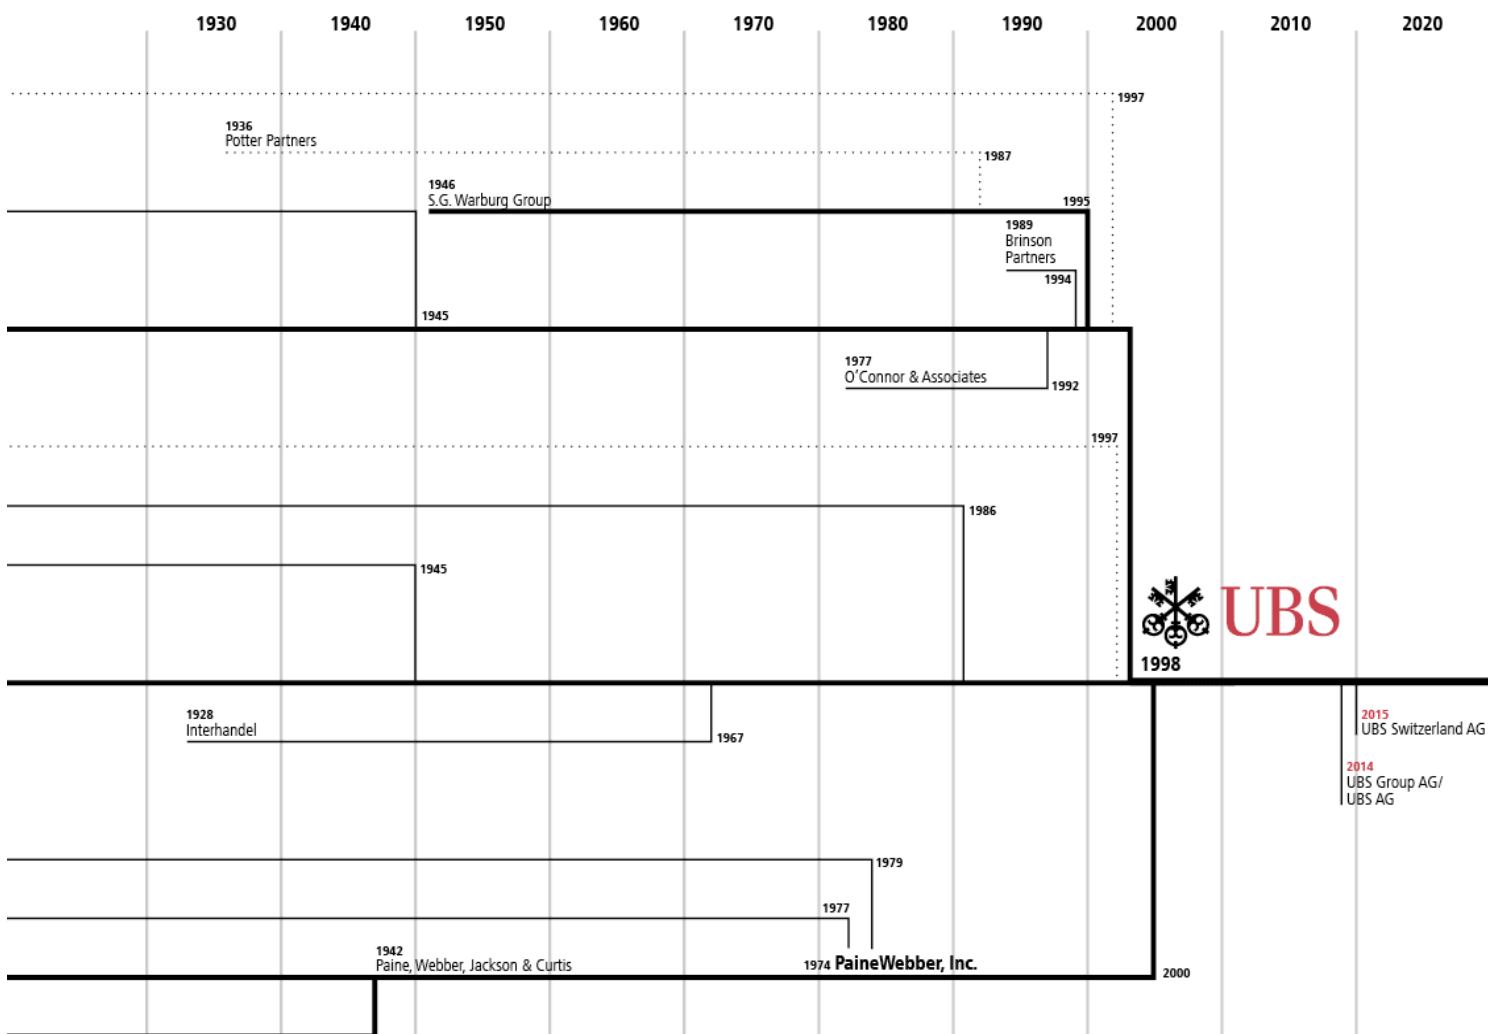 1930 1940 1950 1960 1970 1980 1990 2000 2010 2020
1997
1936
Potter Partners
1987
1946
S.G. Warburg Group
1995
1989
Brinson
Partners
1994
1945
1977
O'Connor & Associates
1992
1997
1986
1945
UBS
1998
1928
Interhandel
1967
2015
UBS Switzerland AG
2014
UBS Group AG/
UBS AG
1979
1977
1942
Paine, Webber, Jackson & Curtis
1974 PaineWebber, Inc.
2000